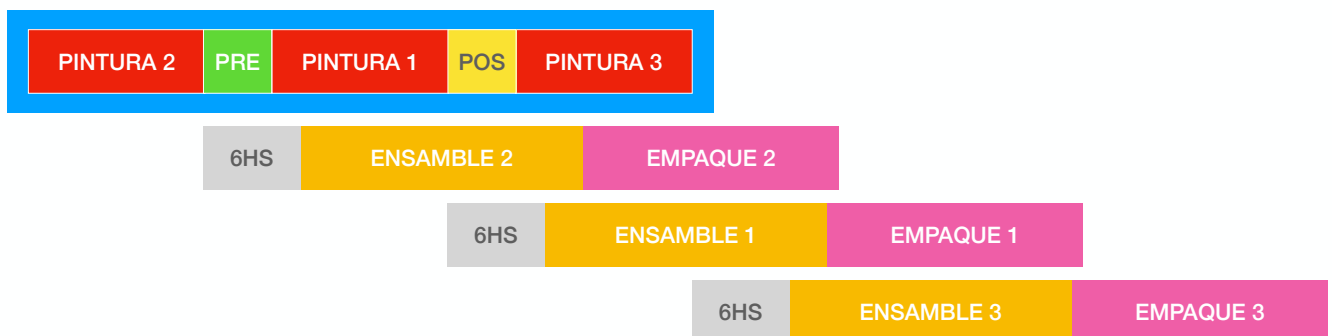 PINTURA 2 PRE PINTURA 1 POS PINTURA 3
6HS ENSAMBLE 2 EMPAQUE 2
6HS ENSAMBLE 1 EMPAQUE 1
6HS ENSAMBLE 3 EMPAQUE 3